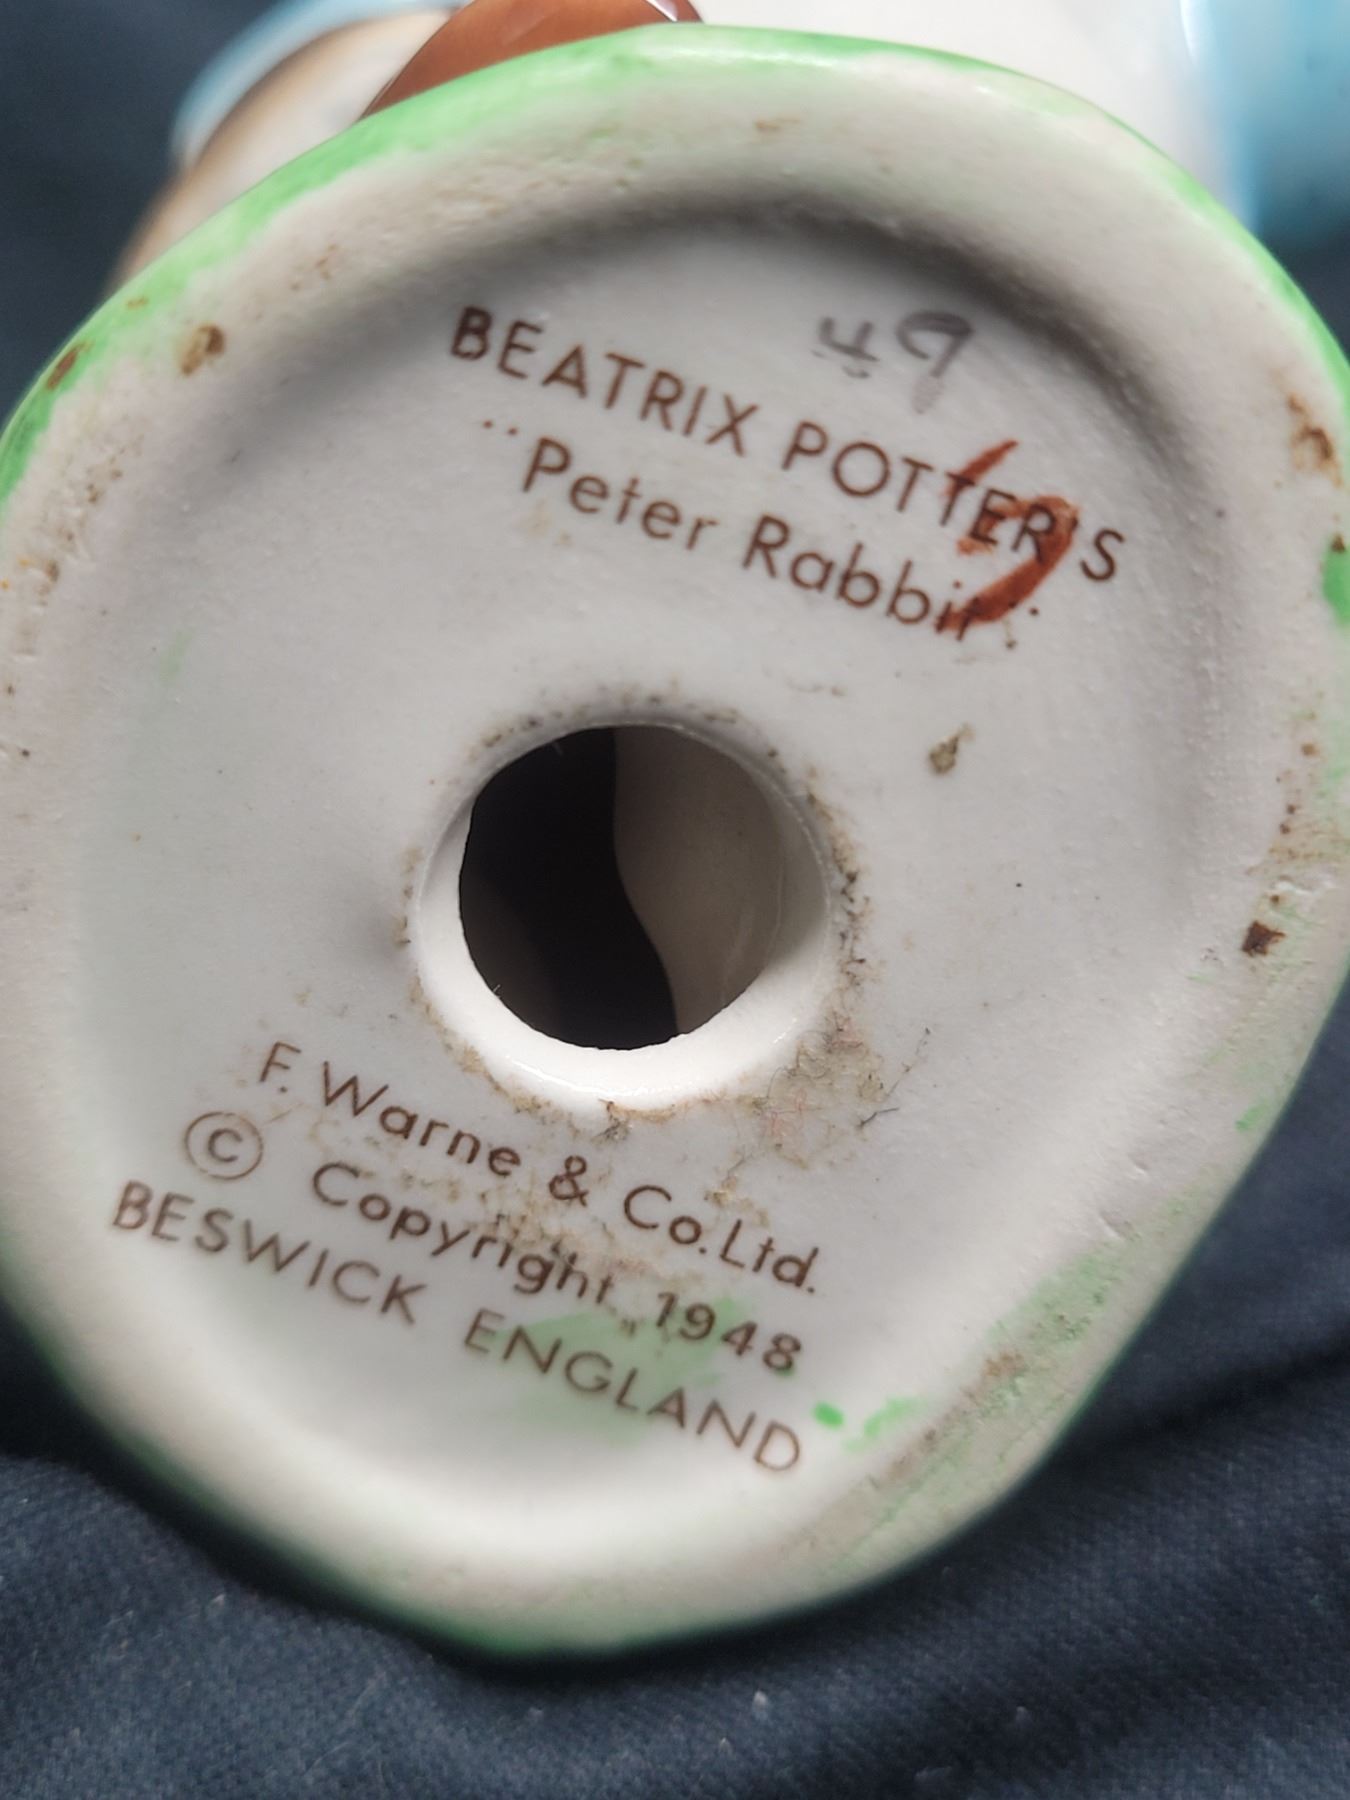 49
BEATRIX POTTER'S
"Peter Rabbit"
F. Warne & Co.Ltd.
© Copyright 1948
BESWICK ENGLAND